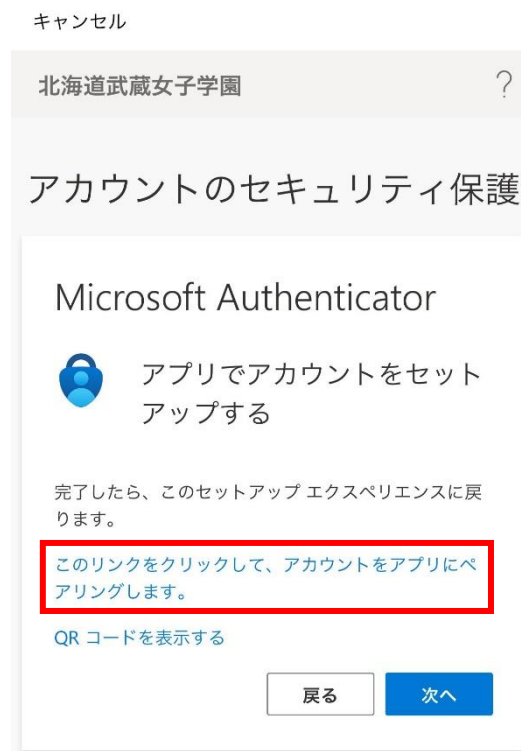 キャンセル
北海道武蔵女子学園
?
アカウントのセキュリティ保護
Microsoft Authenticator
アプリでアカウントをセット
アップする
完了したら、このセットアップ エクスペリエンスに戻
ります。
このリンクをクリックして、アカウントをアプリにペ
アリングします。
QR コードを表示する
戻る
次へ